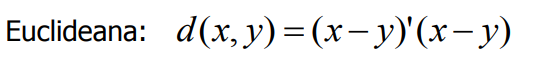 Euclideana: d(x, y) = (x − y)'(x − y)